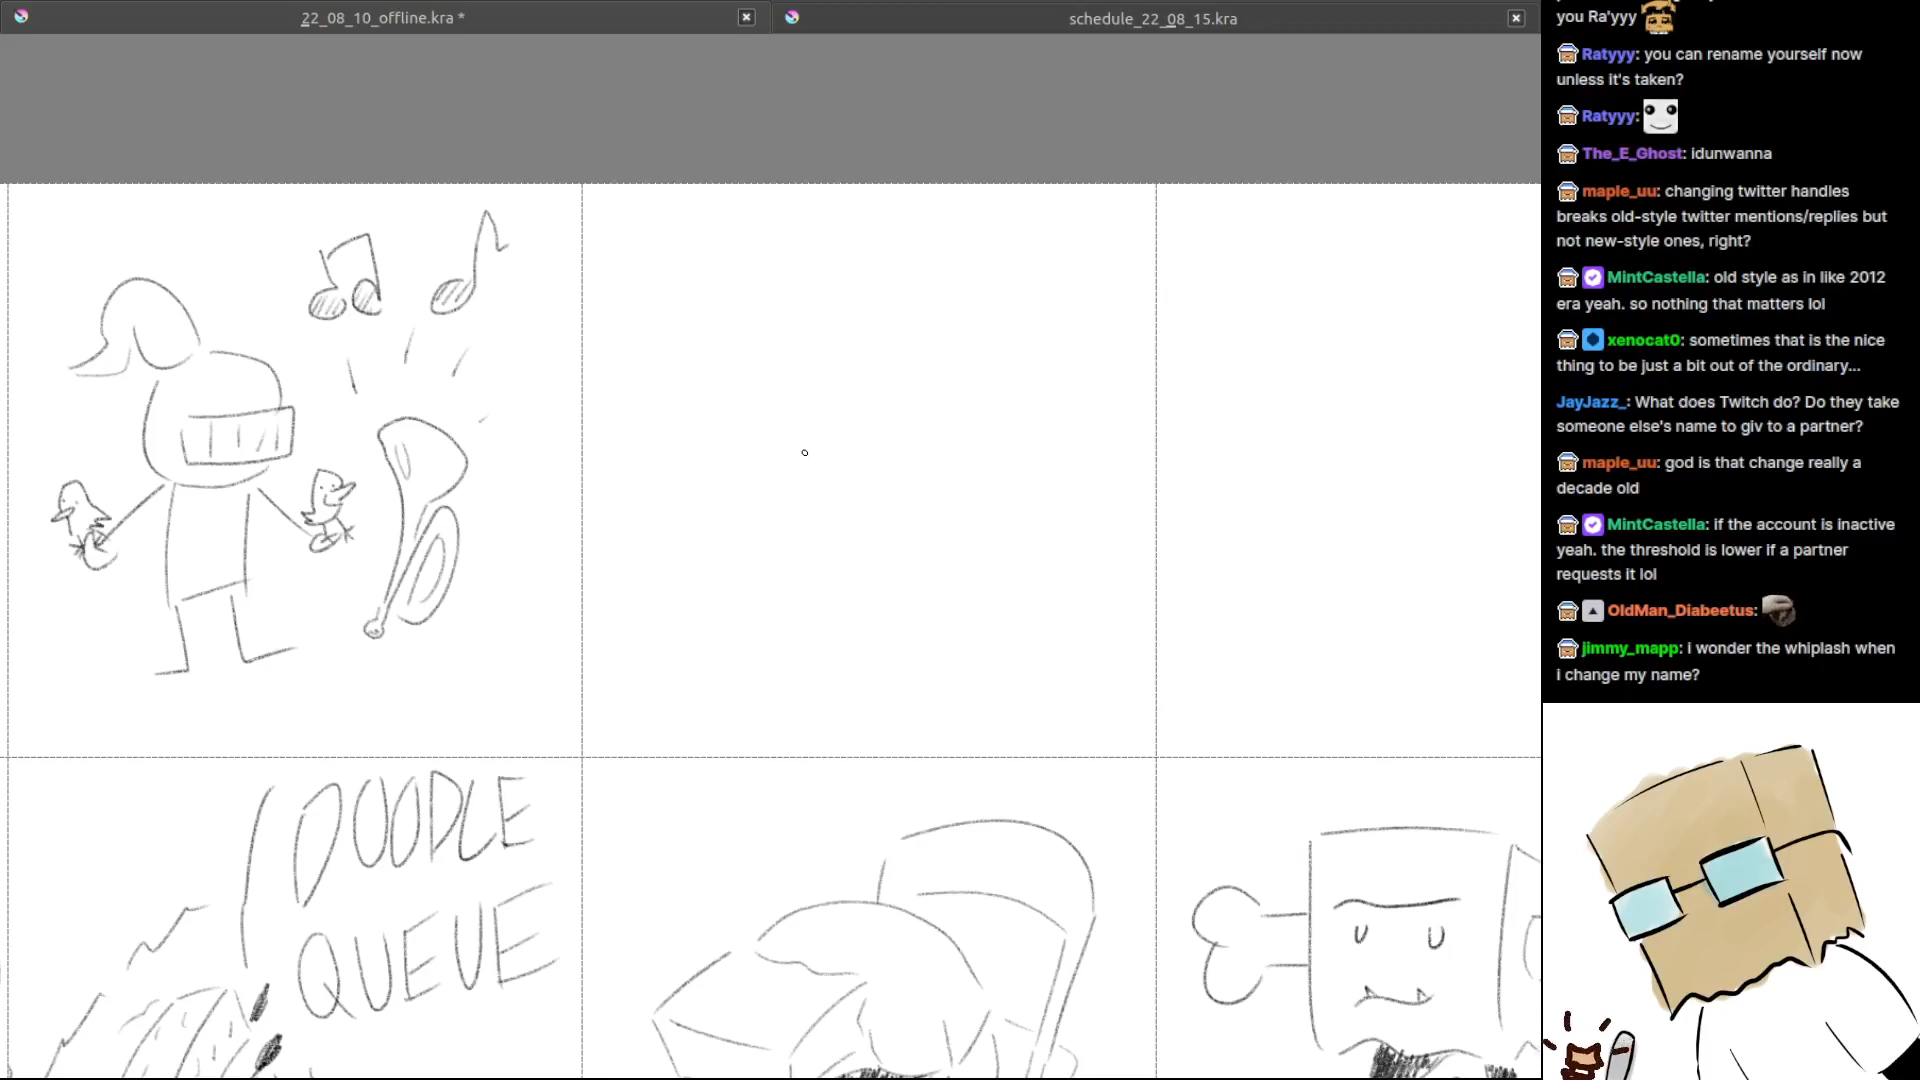 22_08_10_offline.kra *
schedule_22_08_15.kra
you Ra'yyy
Ratyyy: you can rename yourself now
unless it's taken?
Ratyyy:
The_E_Ghost: idunwanna
maple_uu: changing twitter handles
breaks old-style twitter mentions/replies but
not new-style ones, right?
MintCastella: old style as in like 2012
era yeah. so nothing that matters lol
xenocat0: sometimes that is the nice
thing to be just a bit out of the ordinary...
JayJazz_: What does Twitch do? Do they take
someone else's name to giv to a partner?
maple_uu: god is that change really a
decade old
MintCastella: if the account is inactive
yeah. the threshold is lower if a partner
requests it lol
OldMan_Diabeetus:
jimmy_mapp: i wonder the whiplash when
i change my name?
DOODLE
QUEUE